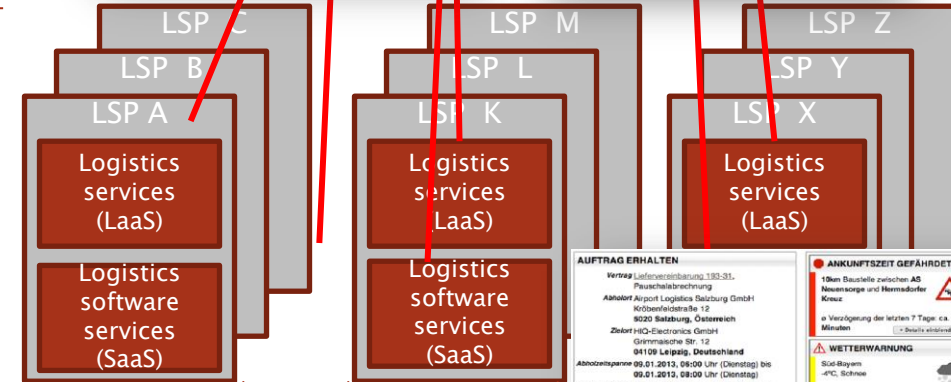 LSP C
LSP B
LSP A
Logistics
services
(LaaS)
Logistics
software
services
(SaaS)
LSP M
LSP L
LSP K
Logistics
services
(LaaS)
Logistics
software
services
(SaaS)
LSP Z
LSP Y
LSP X
Logistics
services
(LaaS)
AUFTRAG ERHALTEN
Vertrag Liefervereinbarung 193-31,
Pauschalabrechnung
Abholort Airport Logistics Salzburg GmbH
Kröbenfeldstraße 12
5020 Salzburg, Österreich
Zielort HIQ-Electronics GmbH
Grimmaische Str. 12
04109 Leipzig, Deutschland
Abholzeitspanne 09.01.2013, 06:00 Uhr (Dienstag) bis
09.01.2013, 08:00 Uhr (Dienstag)
ANKUNFTSZEIT GEFÄHRDET
10km Baustelle zwischen AS
Neuensorge und Hermsdorfer
Kreuz
ø Verzögerung der letzten 7 Tage: ca.
Minuten
WETTERWARNUNG
Süd-Bayern
-4°C, Schnee